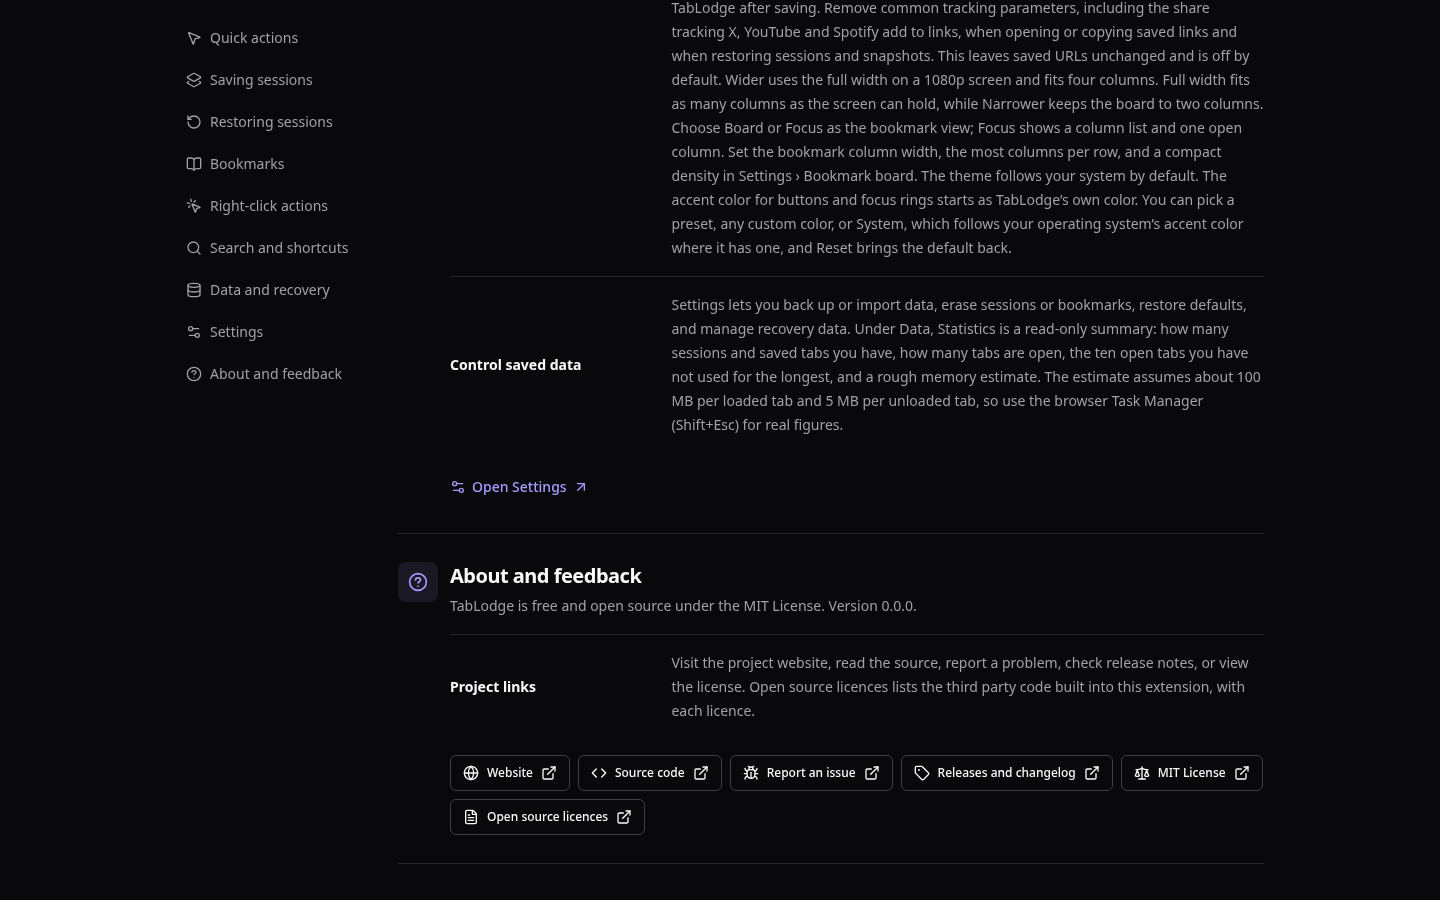 Quick actions
Saving sessions
Restoring sessions
Bookmarks
Right-click actions
Search and shortcuts
Data and recovery
Settings
About and feedback
TabLodge after saving. Remove common tracking parameters, including the share
tracking X, YouTube and Spotify add to links, when opening or copying saved links and
when restoring sessions and snapshots. This leaves saved URLs unchanged and is off by
default. Wider uses the full width on a 1080p screen and fits four columns. Full width fits
as many columns as the screen can hold, while Narrower keeps the board to two columns.
Choose Board or Focus as the bookmark view; Focus shows a column list and one open
column. Set the bookmark column width, the most columns per row, and a compact
density in Settings › Bookmark board. The theme follows your system by default. The
accent color for buttons and focus rings starts as TabLodge’s own color. You can pick a
preset, any custom color, or System, which follows your operating system’s accent color
where it has one, and Reset brings the default back.
Control saved data
Settings lets you back up or import data, erase sessions or bookmarks, restore defaults,
and manage recovery data. Under Data, Statistics is a read-only summary: how many
sessions and saved tabs you have, how many tabs are open, the ten open tabs you have
not used for the longest, and a rough memory estimate. The estimate assumes about 100
MB per loaded tab and 5 MB per unloaded tab, so use the browser Task Manager
(Shift+Esc) for real figures.
Open Settings
About and feedback
TabLodge is free and open source under the MIT License. Version 0.0.0.
Project links
Visit the project website, read the source, report a problem, check release notes, or view
the license. Open source licences lists the third party code built into this extension, with
each licence.
Website
Source code
Report an issue
Releases and changelog
MIT License
Open source licences